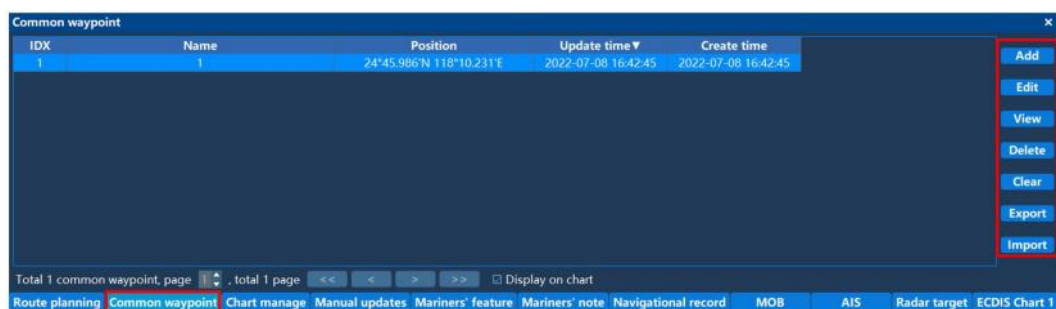 Common waypoint ×
IDX Name Position Update time▼ Create time
1 1 24°45.986'N 118°10.231'E 2022-07-08 16:42:45 2022-07-08 16:42:45
Add
Edit
View
Delete
Clear
Export
Import
Total 1 common waypoint, page 1 , total 1 page << < > >> Display on chart
Route planning Common waypoint Chart manage Manual updates Mariners' feature Mariners' note Navigational record MOB AIS Radar target ECDIS Chart 1